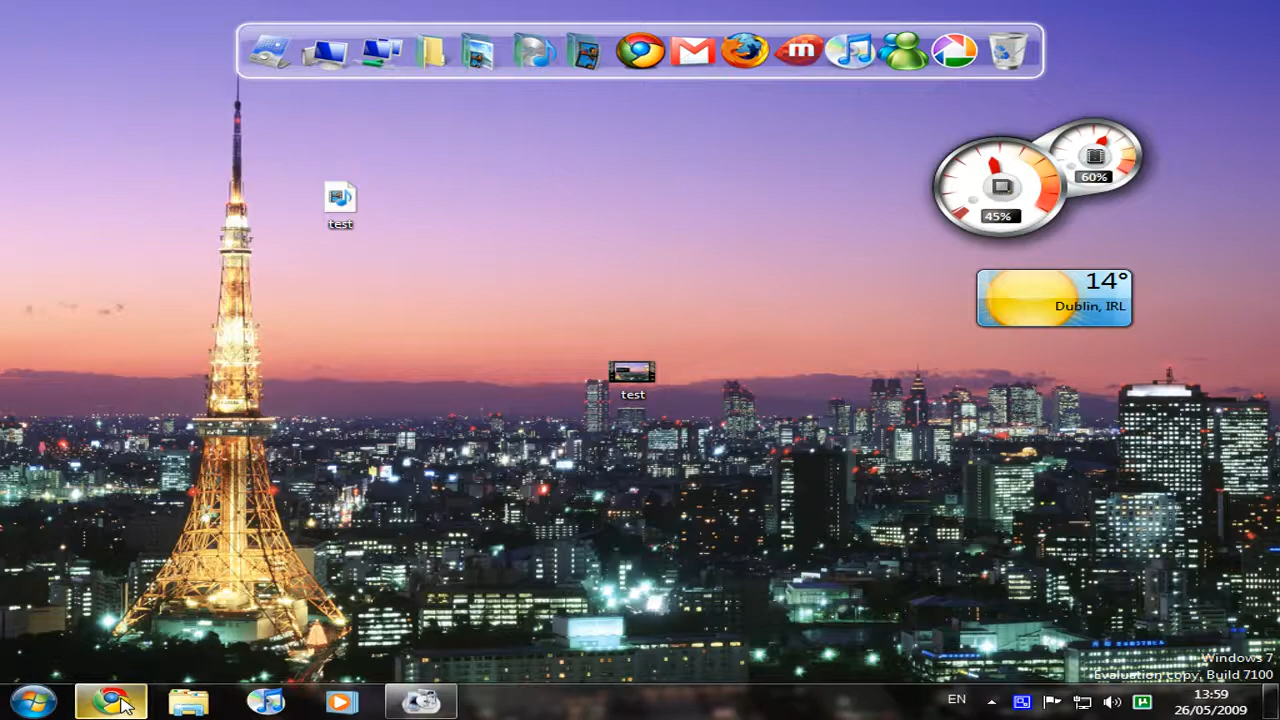 60%
45%
14°
Dublin, IRL
test
test
Windows 7
Evaluation copy, Build 7100
EN
13:59
26/05/2009